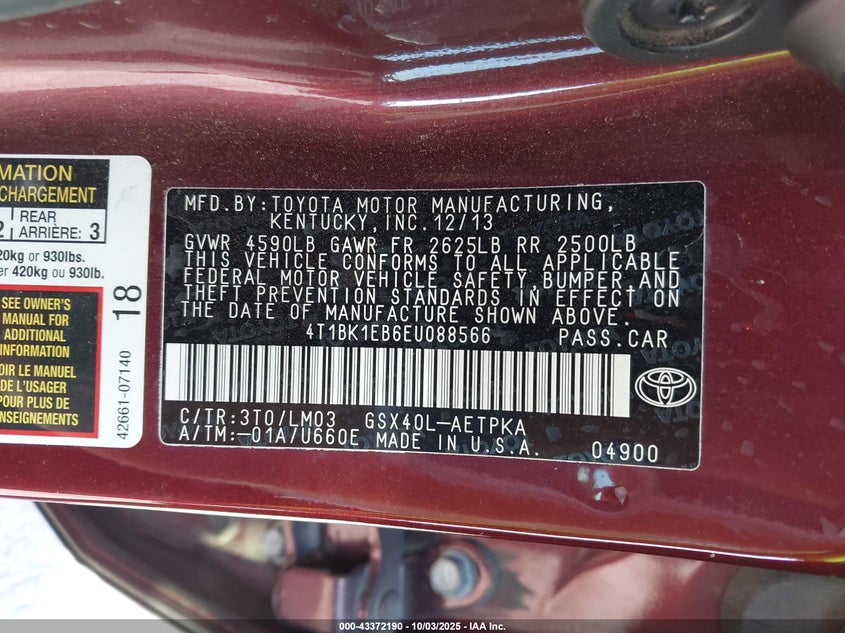 MATION
CHARGEMENT
2 REAR 3
ARRIÈRE:
20kg or 930lbs.
er 420kg ou 930lb.
SEE OWNER'S
MANUAL FOR
ADDITIONAL
INFORMATION
OIR LE MANUEL
DE L'USAGER
POUR PLUS DE
ENSEIGNEMENTS
18
42661-07140
MFD.BY:TOYOTA MOTOR MANUFACTURING,
KENTUCKY,INC.12/13
GVWR 4590LB GAWR FR 2625LB RR 2500LB
THIS VEHICLE CONFORMS TO ALL APPLICABLE
FEDERAL MOTOR VEHICLE SAFETY,BUMPER,AND
THEFT PREVENTION STANDARDS IN EFFECT ON
THE DATE OF MANUFACTURE SHOWN ABOVE.
4T1BK1EB6EU088566 PASS.CAR
C/TR:3T0/LM03 GSX40L-AETPKA
A/TM:-01A/U660E MADE IN U.S.A. 04900
000-43372190 - 10/03/2025 - IAA Inc.